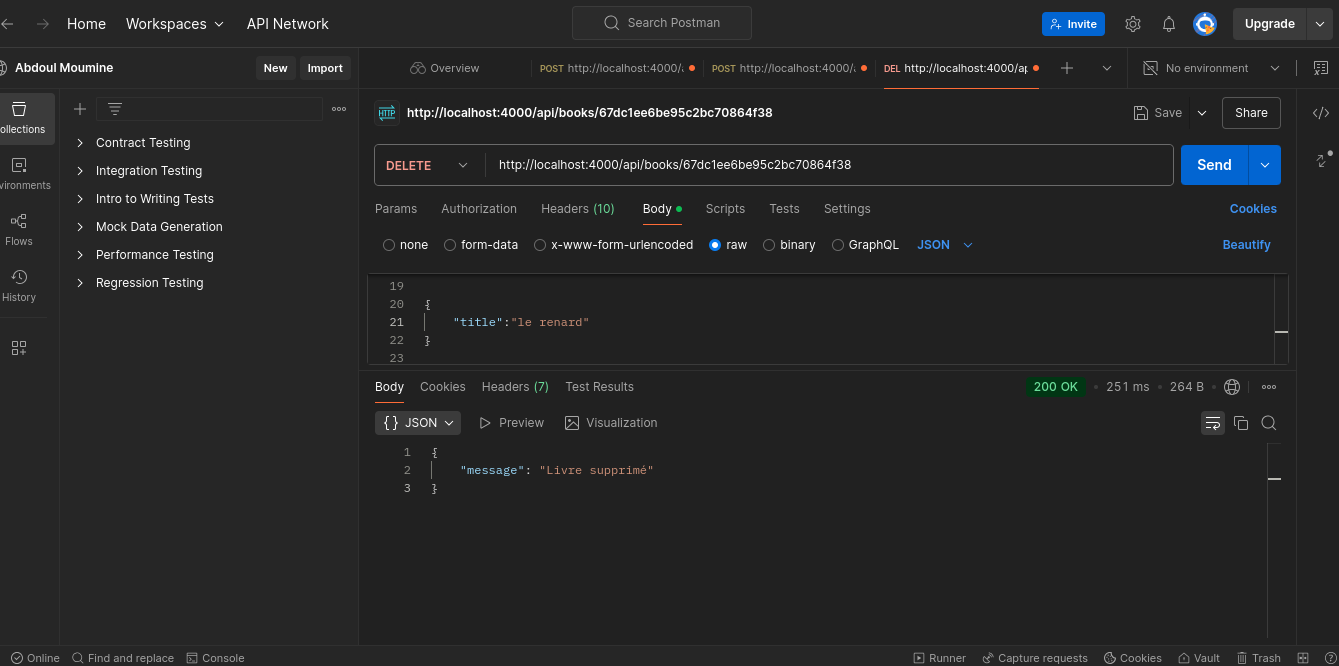 Home Workspaces API Network Search Postman Invite Upgrade
Abdoul Moumine New Import Overview POST http://localhost:4000/ POST http://localhost:4000/ DEL http://localhost:4000/ap No environment
ollections
Contract Testing
Integration Testing
Intro to Writing Tests
Mock Data Generation
Performance Testing
Regression Testing
vironments
Flows
History
HTTP http://localhost:4000/api/books/67dc1ee6be95c2bc70864f38 Save Share
DELETE http://localhost:4000/api/books/67dc1ee6be95c2bc70864f38 Send
Params Authorization Headers (10) Body Scripts Tests Settings Cookies
none form-data x-www-form-urlencoded raw binary GraphQL JSON Beautify
19
20 {
21 "title":"le renard"
22 }
23
Body Cookies Headers (7) Test Results 200 OK • 251 ms • 264 B •
{} JSON Preview Visualization
1 {
2 "message": "Livre supprimé"
3 }
Online Find and replace Console Runner Capture requests Cookies Vault Trash